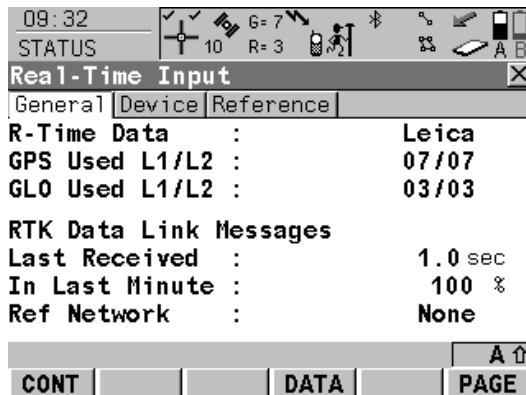 09:32
STATUS
10
G= 7
R= 3
A B
Real-Time Input
General Device Reference
R-Time Data : Leica
GPS Used L1/L2 : 07/07
GLO Used L1/L2 : 03/03
RTK Data Link Messages
Last Received : 1.0 sec
In Last Minute : 100 %
Ref Network : None
A
CONT DATA PAGE